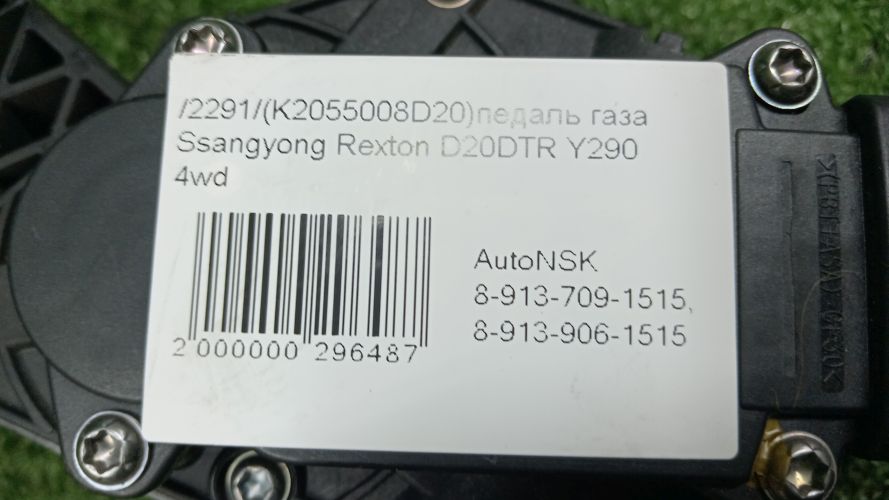 /2291/(K2055008D20)педаль газа
Ssangyong Rexton D20DTR Y290
4wd
AutoNSK
8-913-709-1515,
8-913-906-1515
2 000000 296487